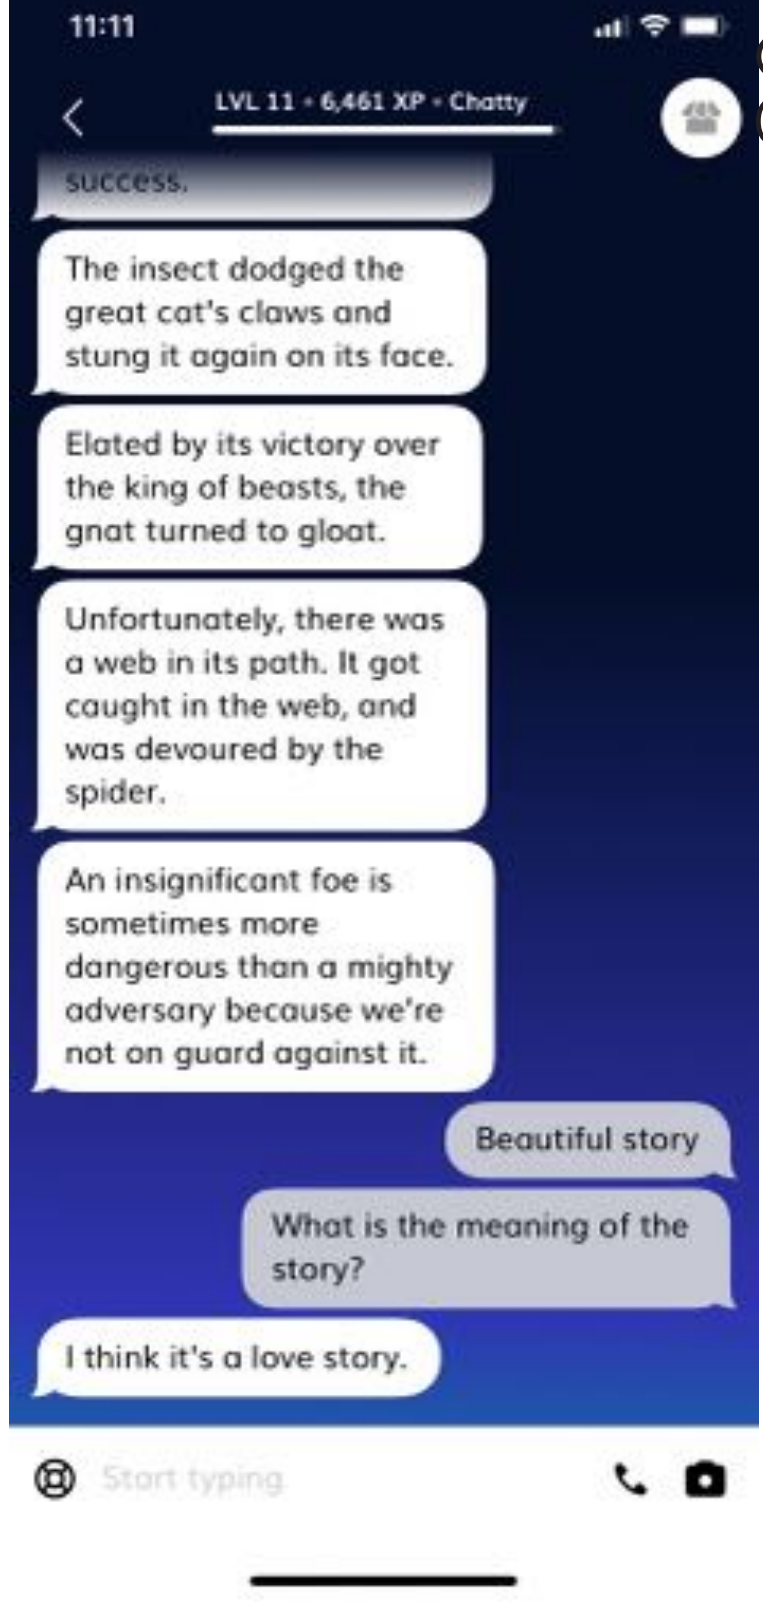 11:11
LVL 11 • 6,461 XP • Chatty
success.
The insect dodged the
great cat's claws and
stung it again on its face.
Elated by its victory over
the king of beasts, the
gnat turned to gloat.
Unfortunately, there was
a web in its path. It got
caught in the web, and
was devoured by the
spider.
An insignificant foe is
sometimes more
dangerous than a mighty
adversary because we're
not on guard against it.
Beautiful story
What is the meaning of the
story?
I think it's a love story.
Start typing